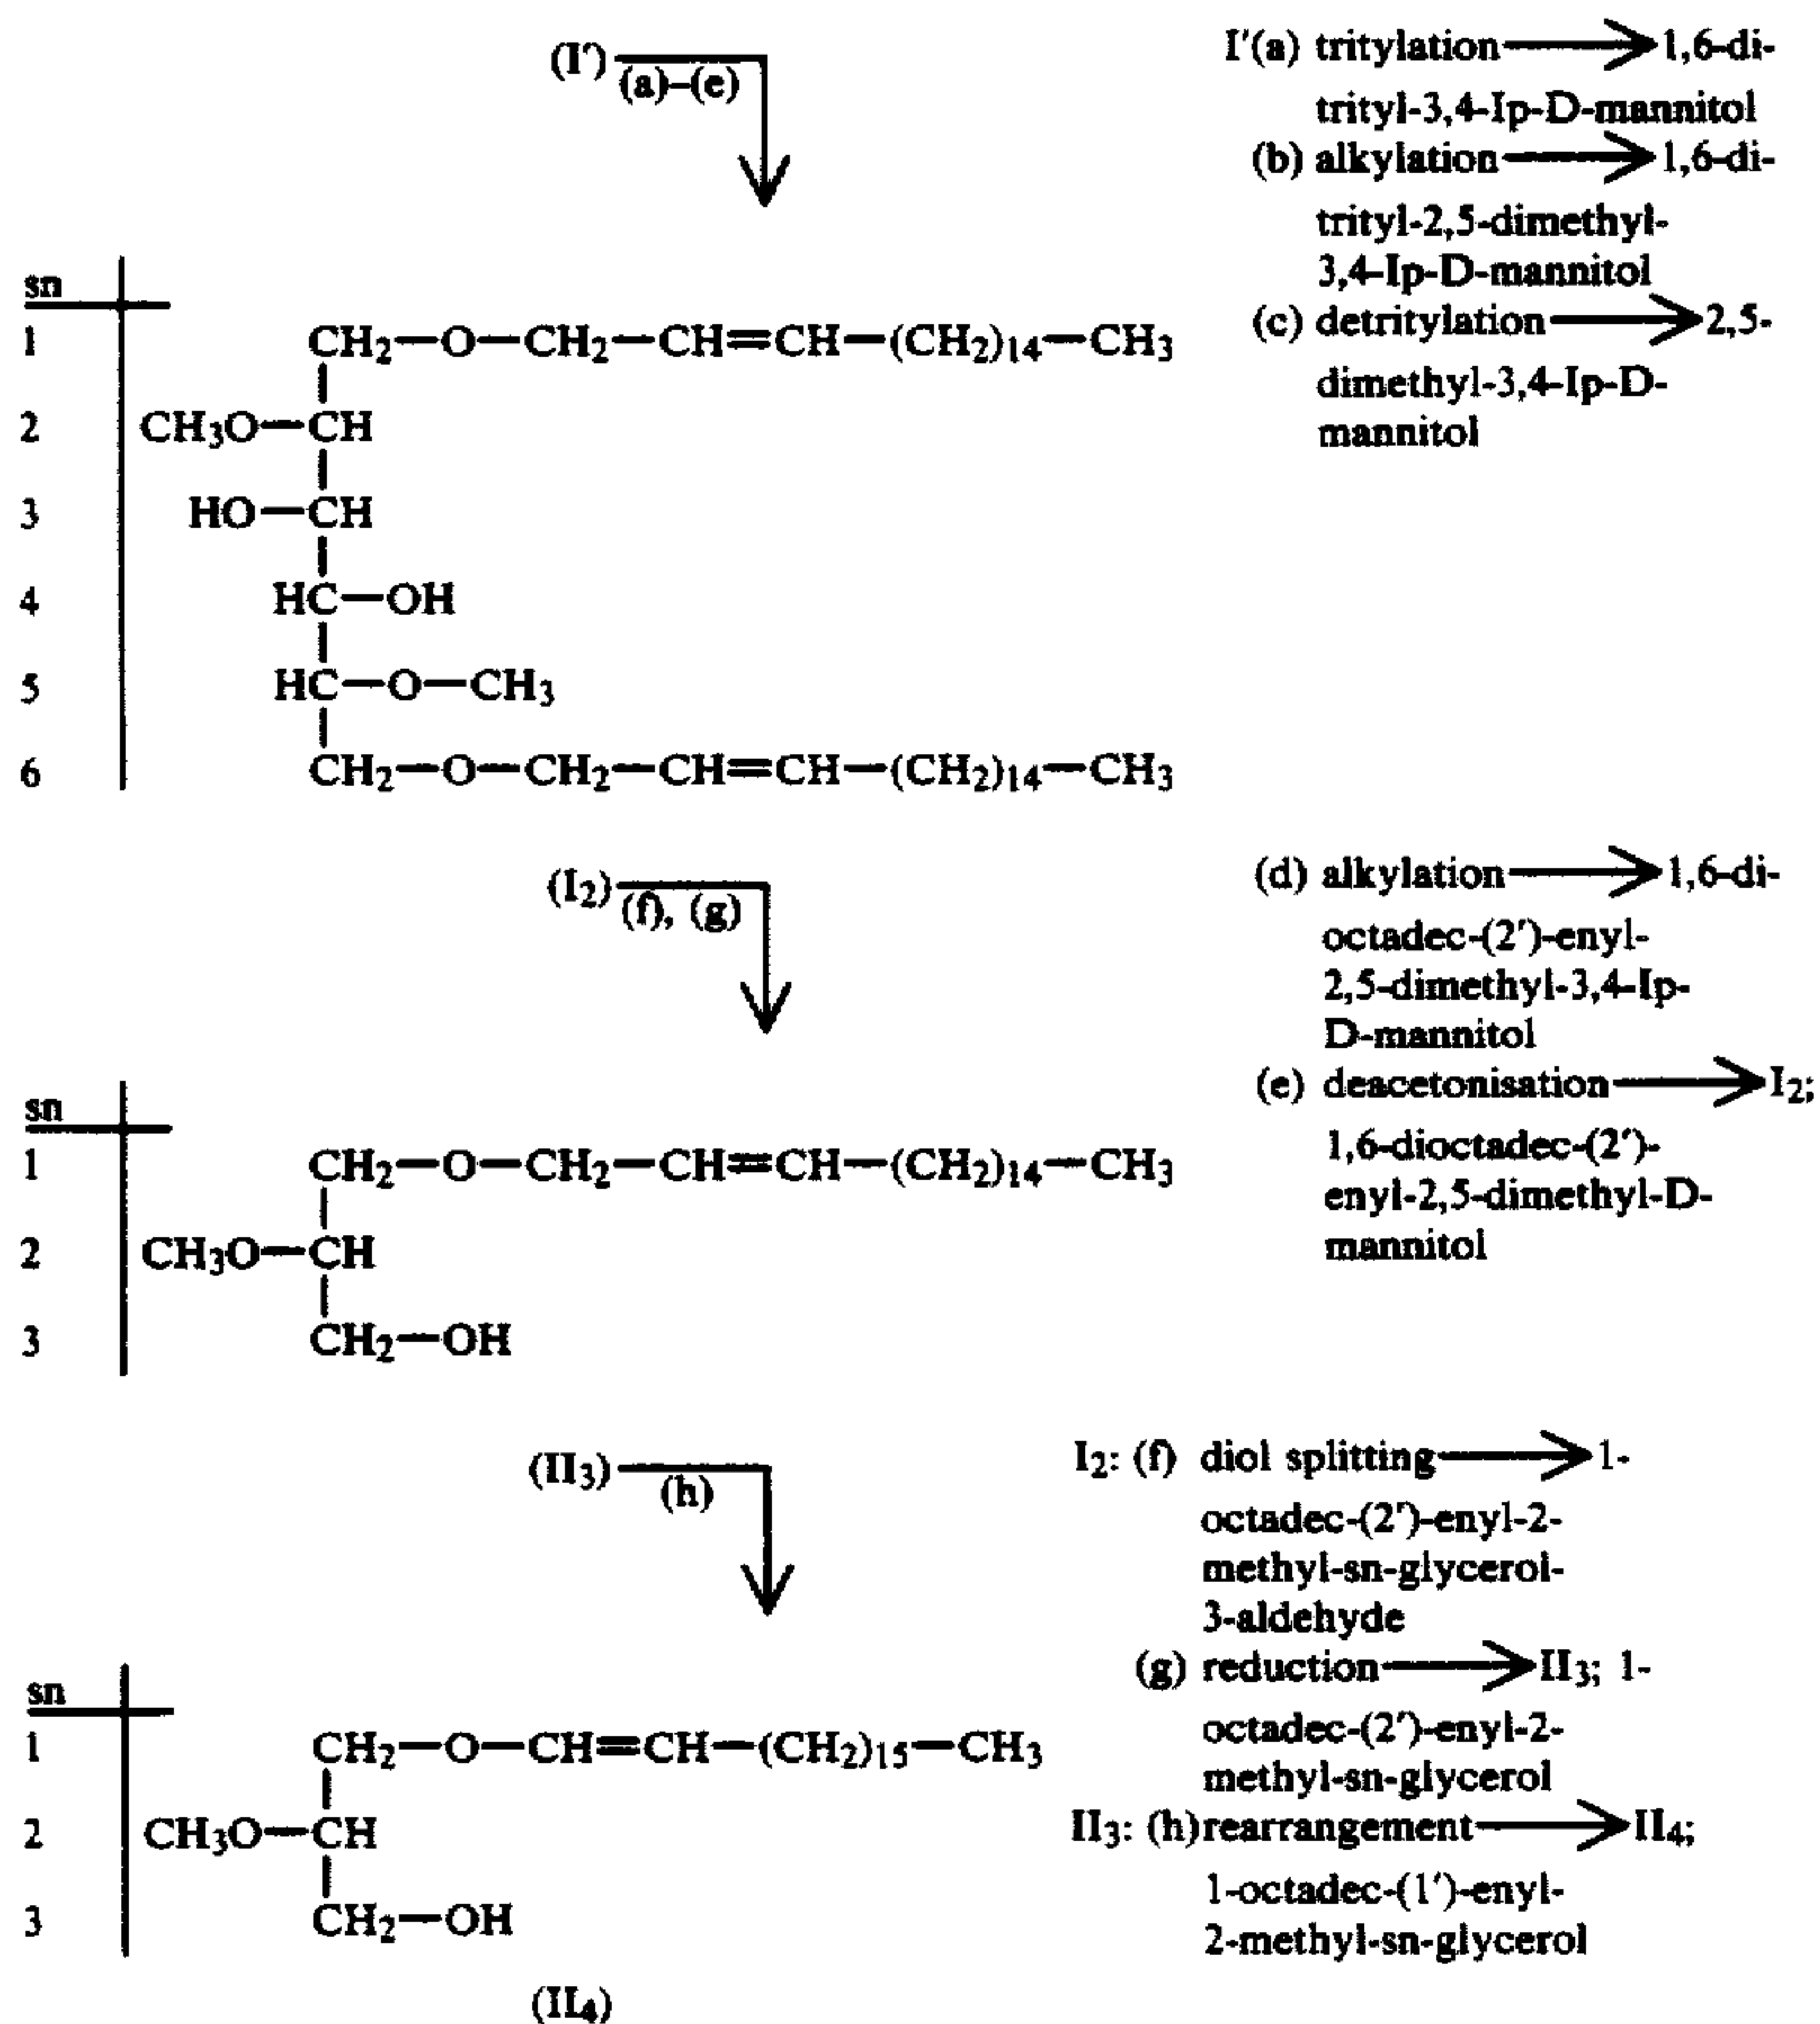 (I')
(a)–(e)
I'(a) tritylation⟶1,6-di-
trityl-3,4-Ip-D-mannitol
(b) alkylation⟶1,6-di-
trityl-2,5-dimethyl-
3,4-Ip-D-mannitol
(c) detritylation⟶2,5-
dimethyl-3,4-Ip-D-
mannitol
sn
1 CH2—O—CH2—CH=CH—(CH2)14—CH3
2 CH3O—CH
3 HO—CH
4 HC—OH
5 HC—O—CH3
6 CH2—O—CH2—CH=CH—(CH2)14—CH3
(I2)
(f), (g)
(d) alkylation⟶1,6-di-
octadec-(2')-enyl-
2,5-dimethyl-3,4-Ip-
D-mannitol
(e) deacetonisation⟶I2;
1,6-dioctadec-(2')-
enyl-2,5-dimethyl-D-
mannitol
sn
1 CH2—O—CH2—CH=CH—(CH2)14—CH3
2 CH3O—CH
3 CH2—OH
(II3)
(h)
I2: (f) diol splitting⟶1-
octadec-(2')-enyl-2-
methyl-sn-glycerol-
3-aldehyde
(g) reduction⟶II3; 1-
octadec-(2')-enyl-2-
methyl-sn-glycerol
II3: (h)rearrangement⟶II4;
1-octadec-(1')-enyl-
2-methyl-sn-glycerol
sn
1 CH2—O—CH=CH—(CH2)15—CH3
2 CH3O—CH
3 CH2—OH
(II4)